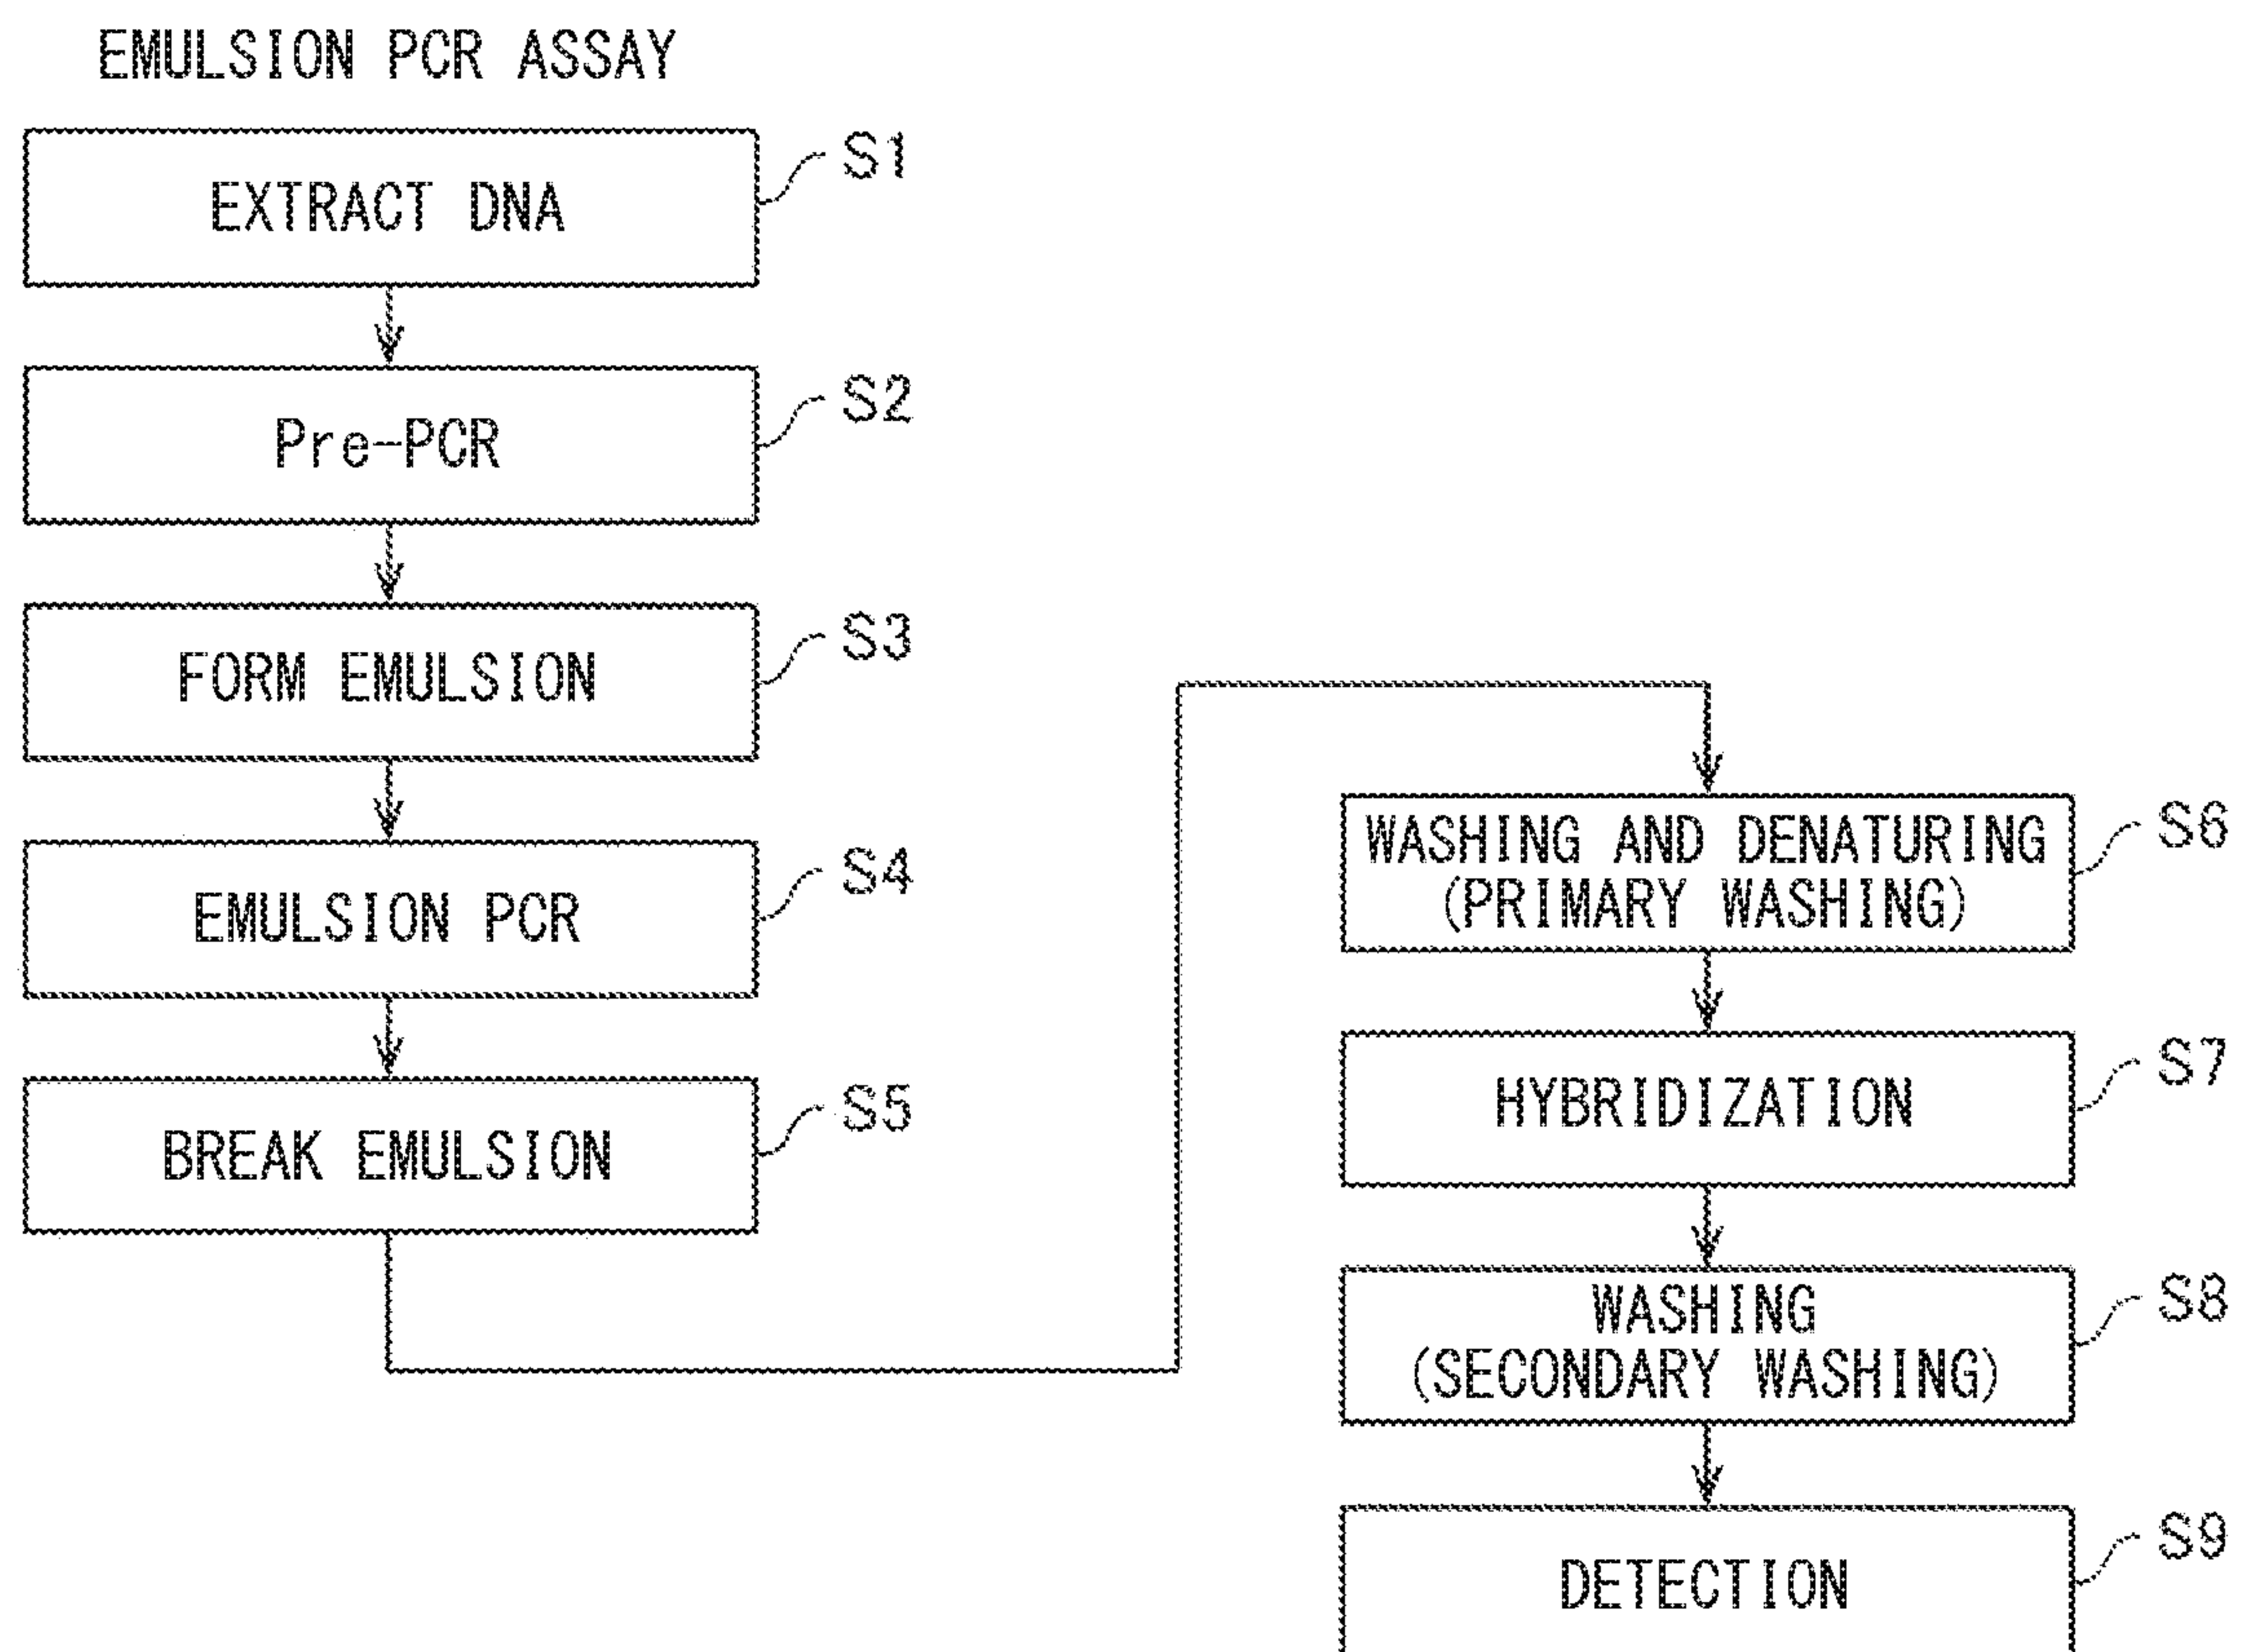 EMULSION PCR ASSAY
EXTRACT DNA
S1
Pre-PCR
S2
FORM EMULSION
S3
EMULSION PCR
S4
BREAK EMULSION
S5
WASHING AND DENATURING
(PRIMARY WASHING)
S6
HYBRIDIZATION
S7
WASHING
(SECONDARY WASHING)
S8
DETECTION
S9